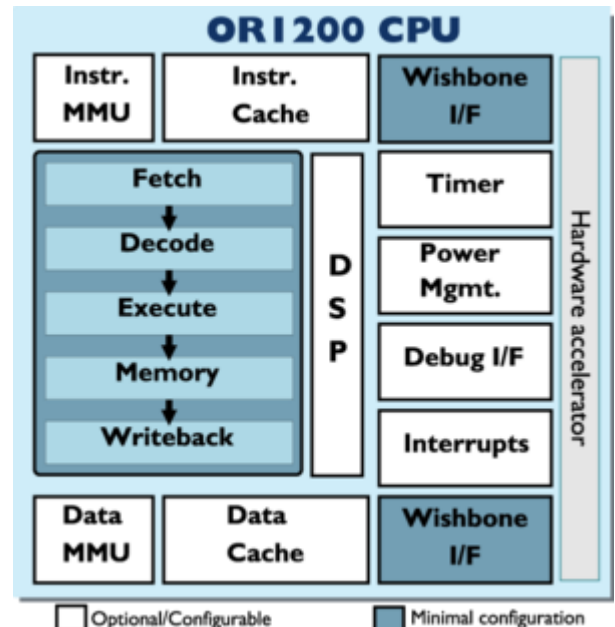 OR1200 CPU
Instr.
MMU
Instr.
Cache
Wishbone
I/F
Fetch
Decode
Execute
Memory
Writeback
D
S
P
Timer
Power
Mgmt.
Debug I/F
Interrupts
Hardware accelerator
Data
MMU
Data
Cache
Wishbone
I/F
Optional/Configurable
Minimal configuration